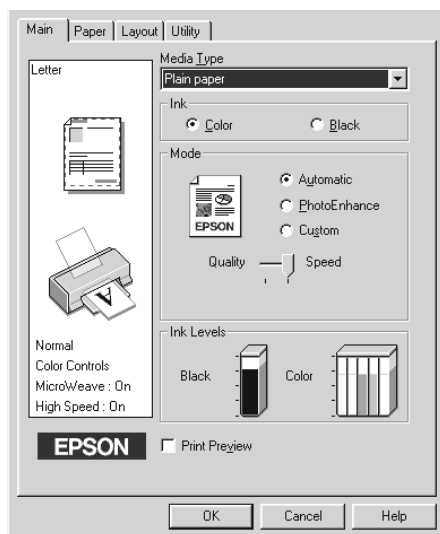 Main Paper Layout Utility
Letter
Media Type
Plain paper
Ink
Color Black
Mode
EPSON
Automatic
PhotoEnhance
Custom
Quality Speed
A
Normal
Color Controls
MicroWeave : On
High Speed : On
Ink Levels
Black Color
EPSON
Print Preview
OK Cancel Help